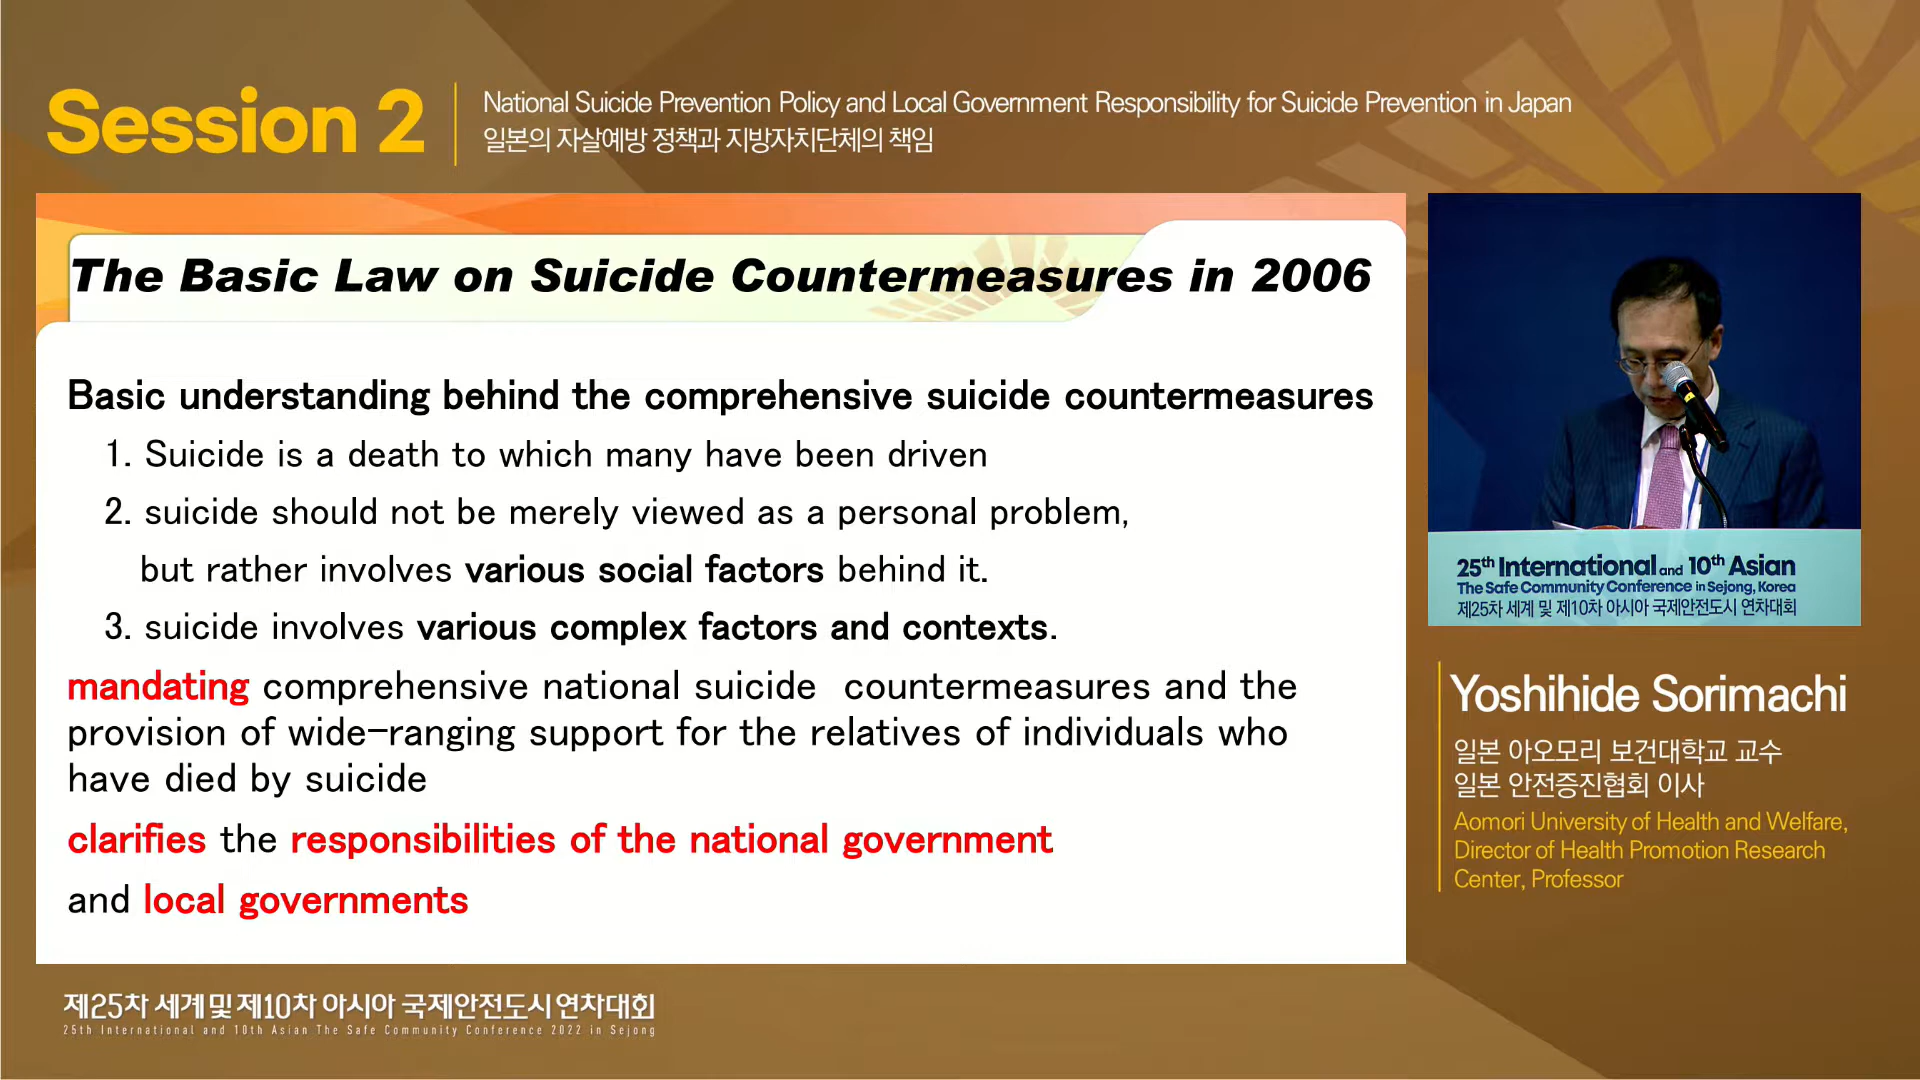 Session 2
National Suicide Prevention Policy and Local Government Responsibility for Suicide Prevention in Japan
일본의 자살예방 정책과 지방자치단체의 책임
The Basic Law on Suicide Countermeasures in 2006
Basic understanding behind the comprehensive suicide countermeasures
1. Suicide is a death to which many have been driven
2. suicide should not be merely viewed as a personal problem,
but rather involves various social factors behind it.
3. suicide involves various complex factors and contexts.
mandating comprehensive national suicide countermeasures and the
provision of wide-ranging support for the relatives of individuals who
have died by suicide
clarifies the responsibilities of the national government
and local governments
25th International and 10th Asian
The Safe Community Conference in Sejong, Korea
제25차 세계 및 제10차 아시아 국제안전도시 연차대회
Yoshihide Sorimachi
일본 아오모리 보건대학교 교수
일본 안전증진협회 이사
Aomori University of Health and Welfare,
Director of Health Promotion Research
Center, Professor
제25차 세계 및 제10차 아시아 국제안전도시 연차대회
25th International and 10th Asian The Safe Community Conference 2022 in Sejong